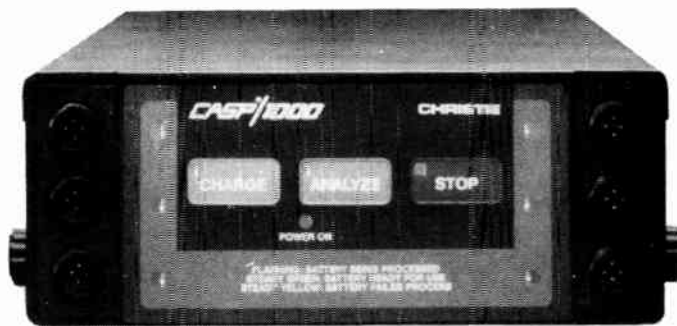 CASP/1000 CHRISTIE
CHARGE ANALYZE STOP
POWER ON
FLASHING: BATTERY BEING PROCESSED
STEADY GREEN: BATTERY READY FOR USE
STEADY YELLOW: BATTERY FAILED PROCESS